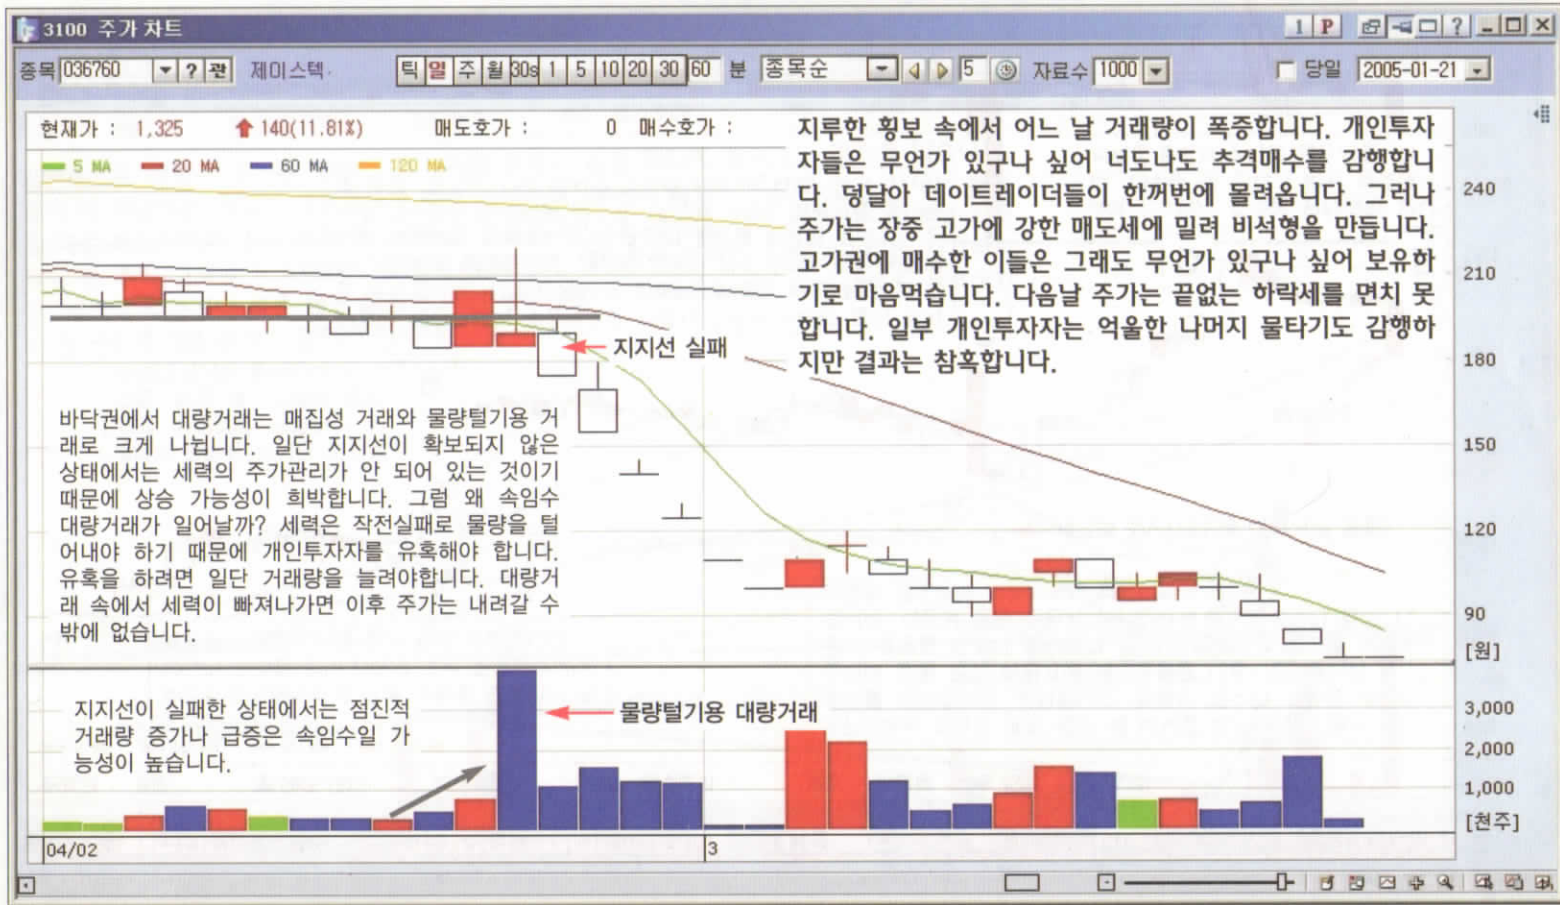 3100 주가 차트
1 P ?
종목 036760 ? 관 제이스텍 틱 일 주 월 30s 1 5 10 20 30 60 분 종목순 5 자료수 1000 당일 2005-01-21
현재가 : 1,325 140(11.81%) 매도호가 : 0 매수호가 :
5 MA 20 MA 60 MA 120 MA
지루한 횡보 속에서 어느 날 거래량이 폭증합니다. 개인투자
자들은 무언가 있구나 싶어 너도나도 추격매수를 감행합니
다. 덩달아 데이트레이더들이 한꺼번에 몰려옵니다. 그러나
주가는 장중 고가에 강한 매도세에 밀려 비석형을 만듭니다.
고가권에 매수한 이들은 그래도 무언가 있구나 싶어 보유하
기로 마음먹습니다. 다음날 주가는 끝없는 하락세를 면치 못
합니다. 일부 개인투자자는 억울한 나머지 물타기도 감행하
지만 결과는 참혹합니다.
240
210
180
150
120
90
[원]
지지선 실패
바닥권에서 대량거래는 매집성 거래와 물량털기용 거
래로 크게 나뉩니다. 일단 지지선이 확보되지 않은
상태에서는 세력의 주가관리가 안 되어 있는 것이기
때문에 상승 가능성이 희박합니다. 그럼 왜 속임수
대량거래가 일어날까? 세력은 작전실패로 물량을 털
어내야 하기 때문에 개인투자자를 유혹해야 합니다.
유혹을 하려면 일단 거래량을 늘려야합니다. 대량거
래 속에서 세력이 빠져나가면 이후 주가는 내려갈 수
밖에 없습니다.
지지선이 실패한 상태에서는 점진적
거래량 증가나 급증은 속임수일 가
능성이 높습니다.
물량털기용 대량거래
3,000
2,000
1,000
[천주]
04/02 3